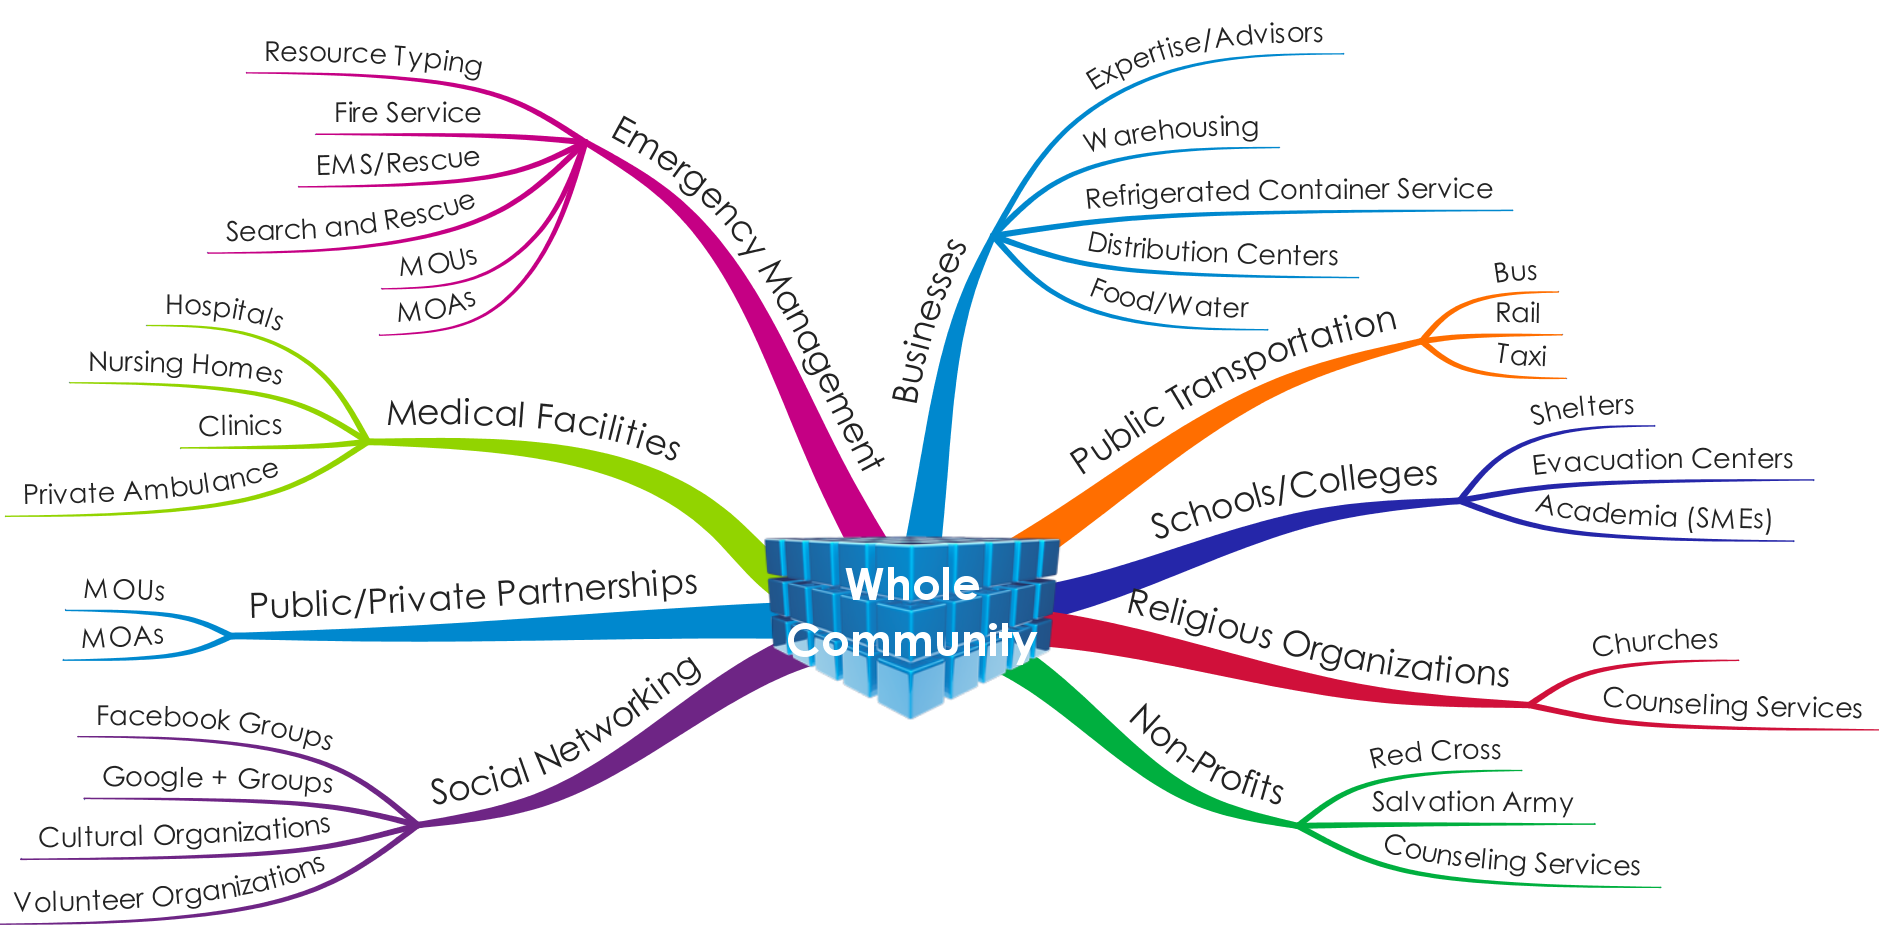 Whole
Community
Emergency Management
Resource Typing
Fire Service
EMS/Rescue
Search and Rescue
MOUs
MOAs
Medical Facilities
Hospitals
Nursing Homes
Clinics
Private Ambulance
Public/Private Partnerships
MOUs
MOAs
Social Networking
Facebook Groups
Google + Groups
Cultural Organizations
Volunteer Organizations
Businesses
Expertise/Advisors
Warehousing
Refrigerated Container Service
Distribution Centers
Food/Water
Public Transportation
Bus
Rail
Taxi
Schools/Colleges
Shelters
Evacuation Centers
Academia (SMEs)
Religious Organizations
Churches
Counseling Services
Non-Profits
Red Cross
Salvation Army
Counseling Services